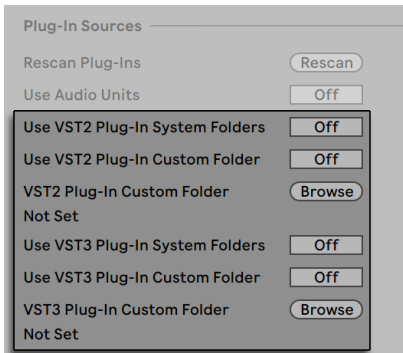 Plug-In Sources
Rescan Plug-Ins Rescan
Use Audio Units Off
Use VST2 Plug-In System Folders Off
Use VST2 Plug-In Custom Folder Off
VST2 Plug-In Custom Folder Browse
Not Set
Use VST3 Plug-In System Folders Off
Use VST3 Plug-In Custom Folder Off
VST3 Plug-In Custom Folder Browse
Not Set